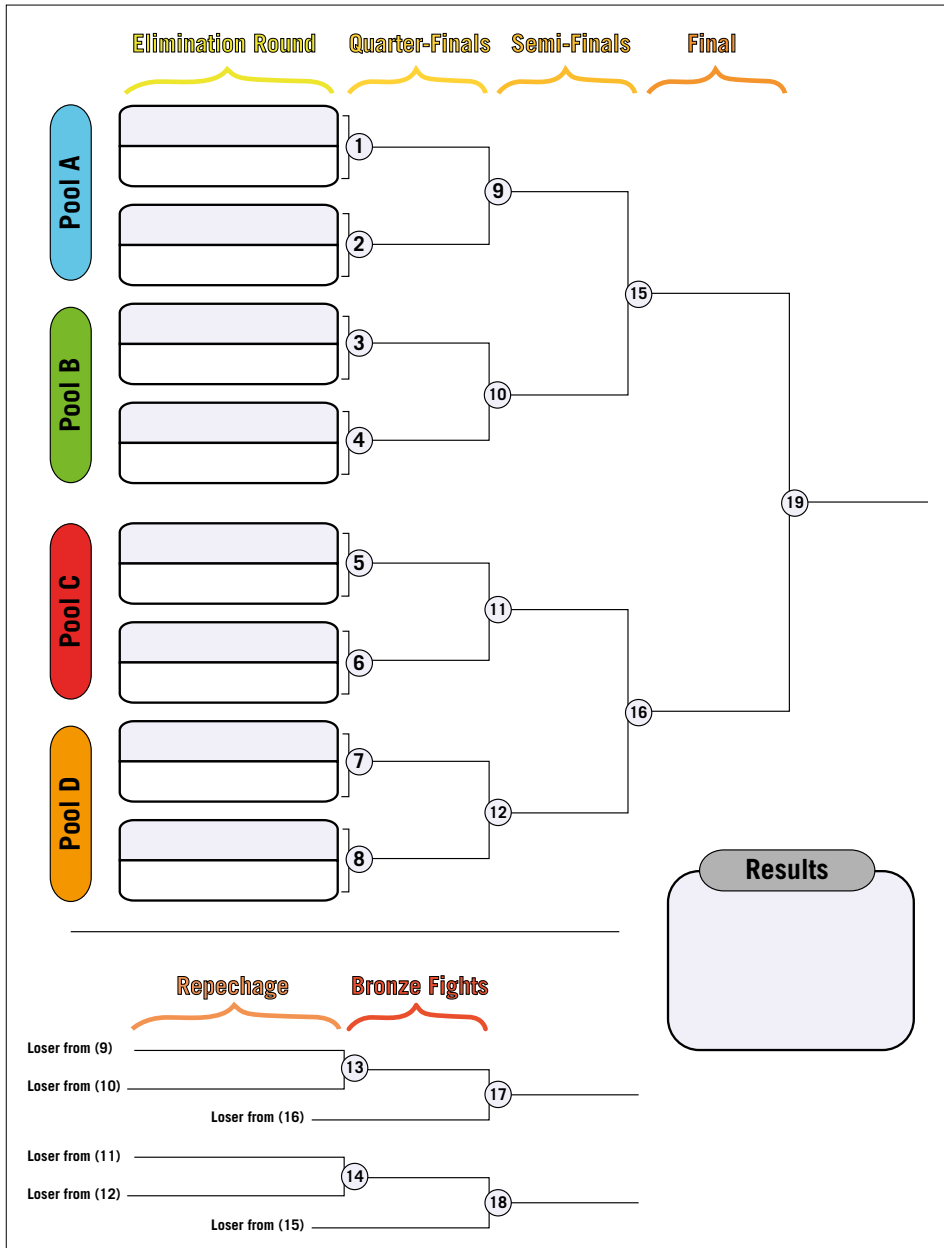 Elimination Round Quarter-Finals Semi-Finals Final
Pool A
1
2
9
Pool B
3
4
10
15
Pool C
5
6
11
Pool D
7
8
12
16
19
Results
Repechage Bronze Fights
Loser from (9)
Loser from (10)
13
Loser from (16)
17
Loser from (11)
Loser from (12)
14
Loser from (15)
18